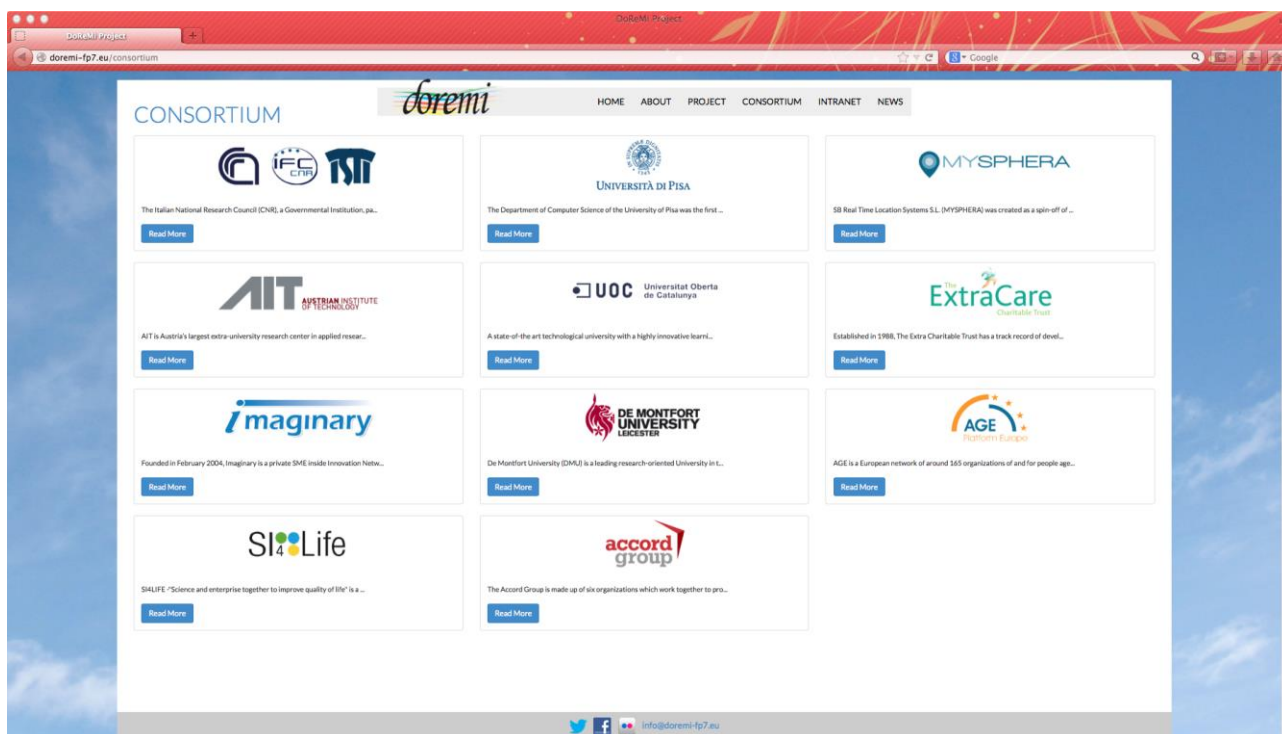 DoReMi Project
DoReMi Project
doremi-fp7.eu/consortium
Google
doremi
HOME ABOUT PROJECT CONSORTIUM INTRANET NEWS
CONSORTIUM
IFC CNR ISTI
The Italian National Research Council (CNR), a Governmental Institution, pa...
Read More
UNIVERSITÀ DI PISA
The Department of Computer Science of the University of Pisa was the first ...
Read More
MYSPHERA
SB Real Time Location Systems S.L. (MYSPHERA) was created as a spin-off of ...
Read More
AIT AUSTRIAN INSTITUTE
OF TECHNOLOGY
AIT is Austria's largest extra-university research center in applied resear...
Read More
UOC Universitat Oberta
de Catalunya
A state-of-the art technological university with a highly innovative learni...
Read More
The
ExtraCare
Charitable Trust
Established in 1988, The Extra Charitable Trust has a track record of devel...
Read More
imaginary
Founded in February 2004, Imaginary is a private SME inside Innovation Netw...
Read More
DE MONTFORT
UNIVERSITY
LEICESTER
De Montfort University (DMU) is a leading research-oriented University in t...
Read More
AGE
Platform Europe
AGE is a European network of around 165 organizations of and for people age...
Read More
SI4Life
SI4LIFE -"Science and enterprise together to improve quality of life" is a ...
Read More
accord
group
The Accord Group is made up of six organizations which work together to pro...
Read More
info@doremi-fp7.eu